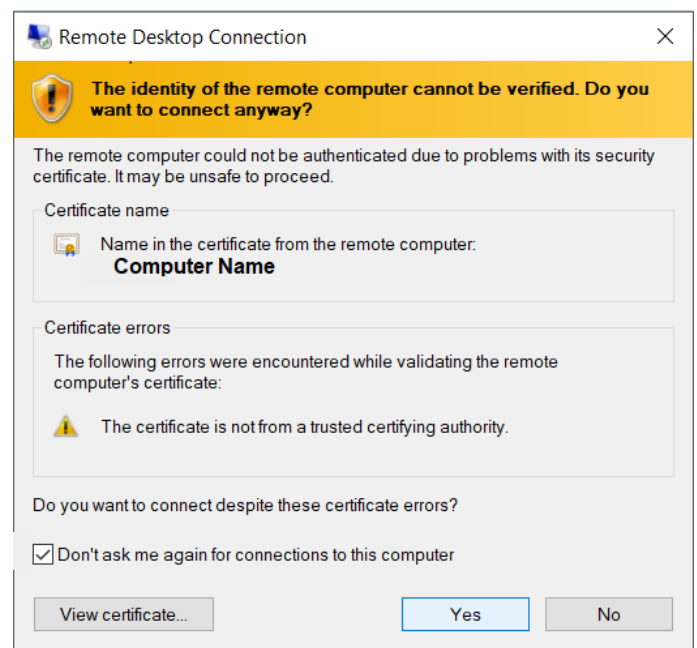 Remote Desktop Connection
The identity of the remote computer cannot be verified. Do you
want to connect anyway?
The remote computer could not be authenticated due to problems with its security
certificate. It may be unsafe to proceed.
Certificate name
Name in the certificate from the remote computer:
Computer Name
Certificate errors
The following errors were encountered while validating the remote
computer's certificate:
The certificate is not from a trusted certifying authority.
Do you want to connect despite these certificate errors?
Don't ask me again for connections to this computer
View certificate...
Yes
No